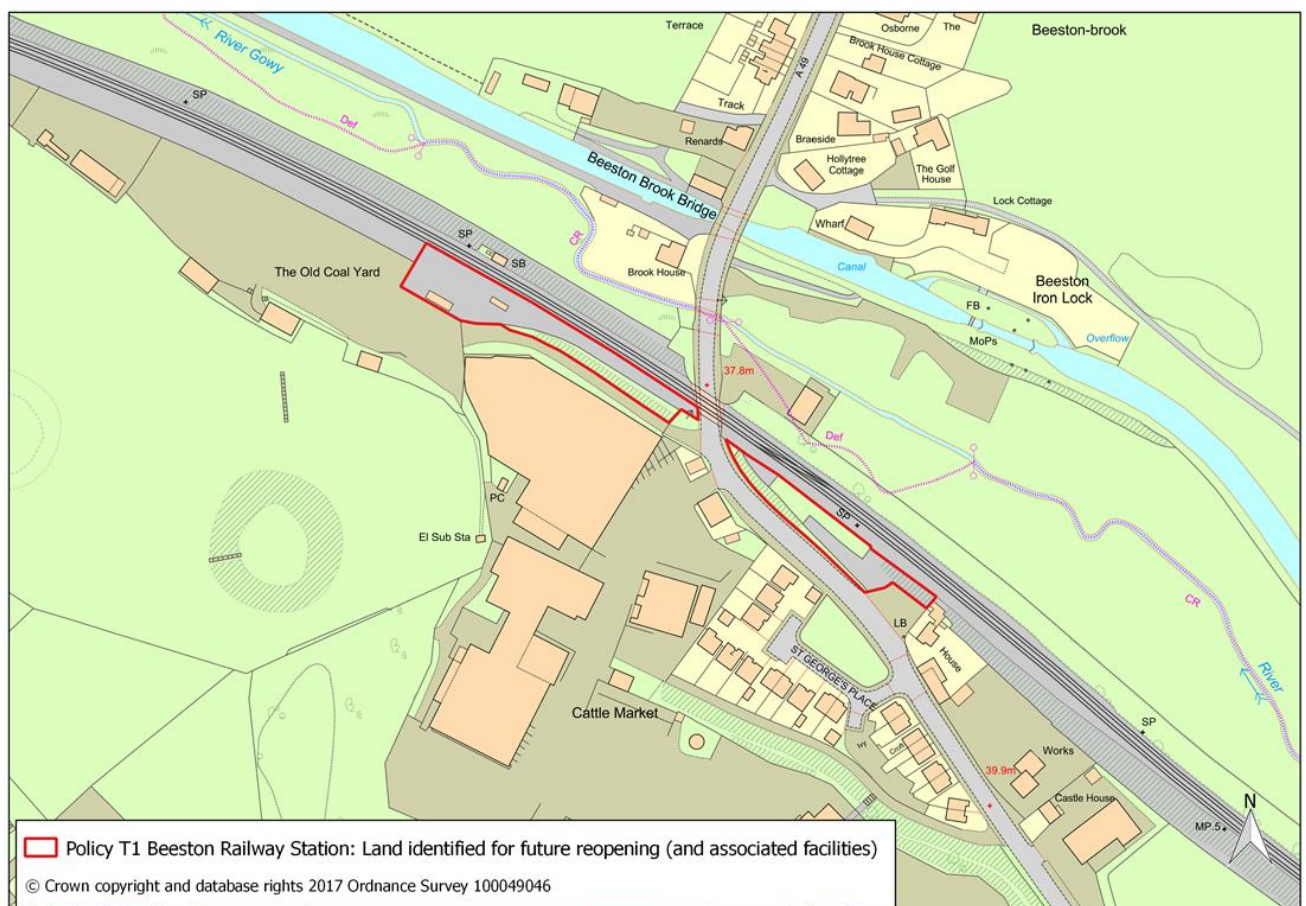 Terrace
Osborne
The
Beeston-brook
River Gowy
Brook House Cottage
A 49
SP
Track
Def
Renards
Braeside
Hollytree
Cottage
The Golf
House
Beeston Brook Bridge
Lock Cottage
Wharf
CR
SP
SB
The Old Coal Yard
Brook House
Canal
Beeston
Iron Lock
FB
MoPs
Overflow
37.8m
Def
PC
SP
El Sub Sta
CR
LB
House
ST GEORGE'S PLACE
River
Cattle Market
SP
Ivy
Croft
Works
39.9m
Castle House
N
MP.5
Policy T1 Beeston Railway Station: Land identified for future reopening (and associated facilities)
© Crown copyright and database rights 2017 Ordnance Survey 100049046